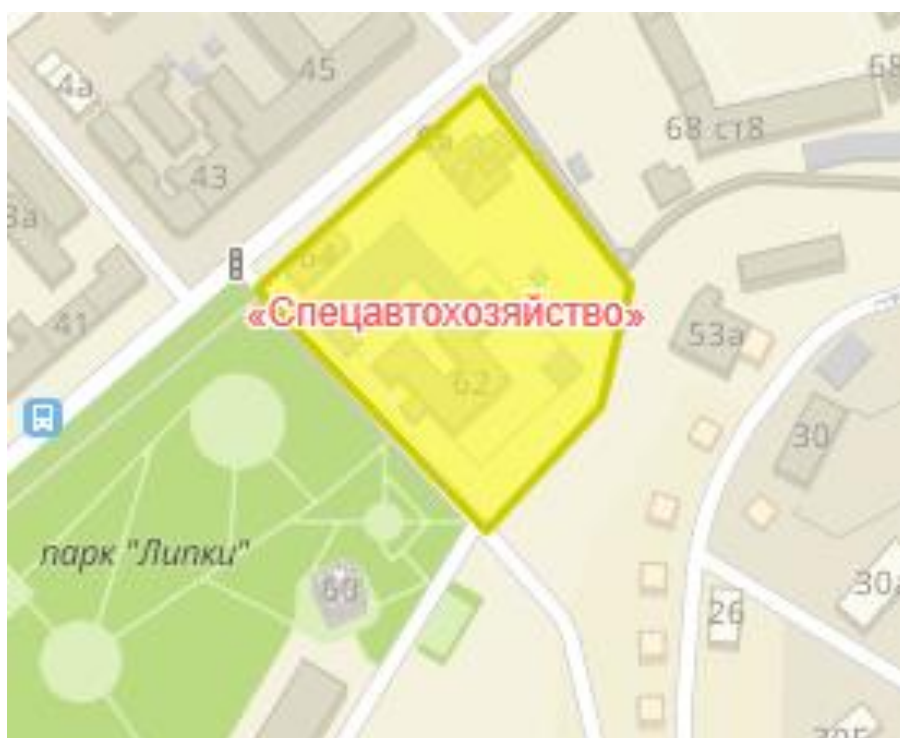 4а
45
68
68 ст8
43
3а
«Спецавтохозяйство»
41
53а
62
30
парк "Липки"
60
26
30а